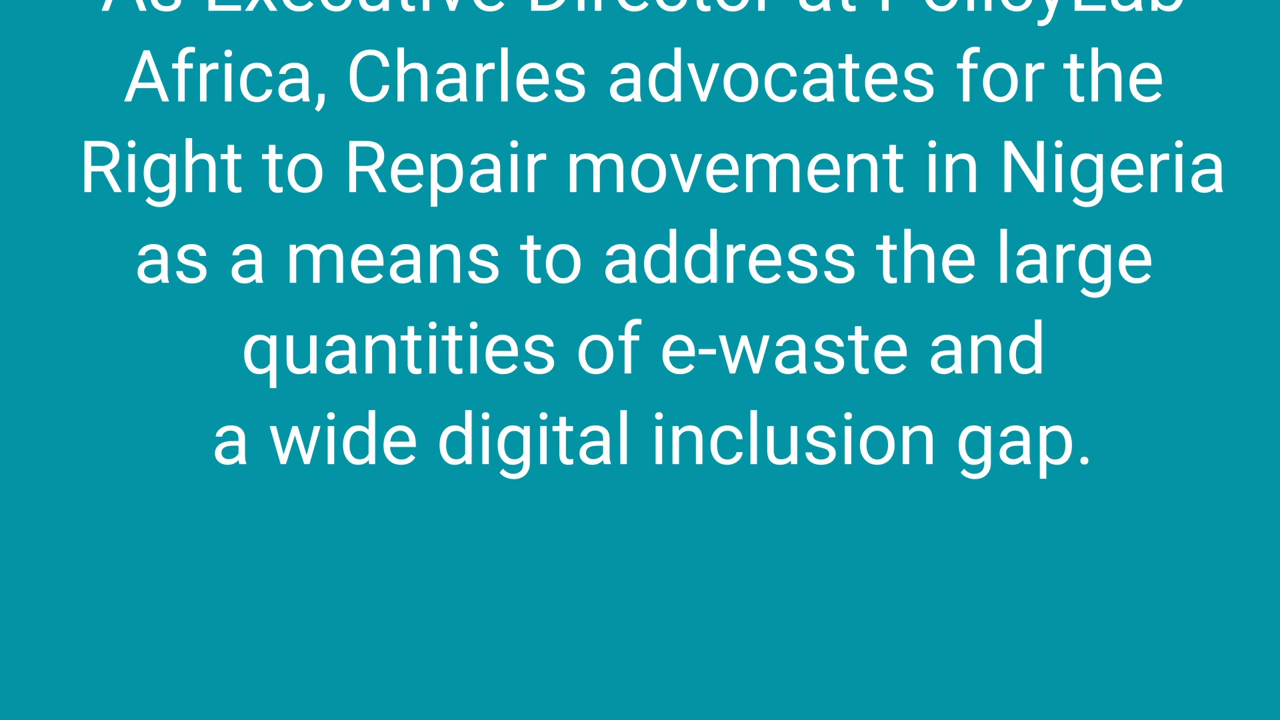 As Executive Director at PolicyLab
Africa, Charles advocates for the
Right to Repair movement in Nigeria
as a means to address the large
quantities of e-waste and
a wide digital inclusion gap.